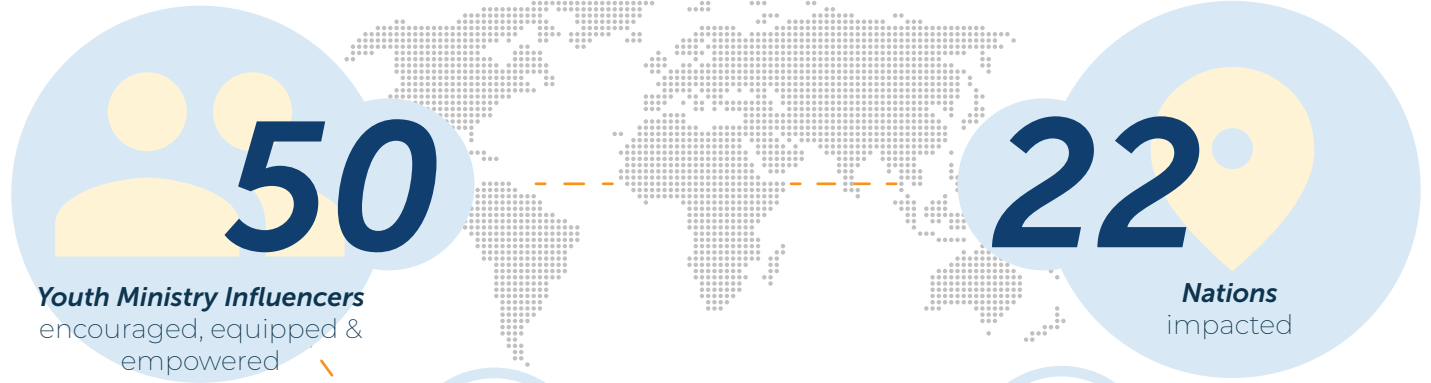 50
Youth Ministry Influencers
encouraged, equipped &
empowered
22
Nations
impacted